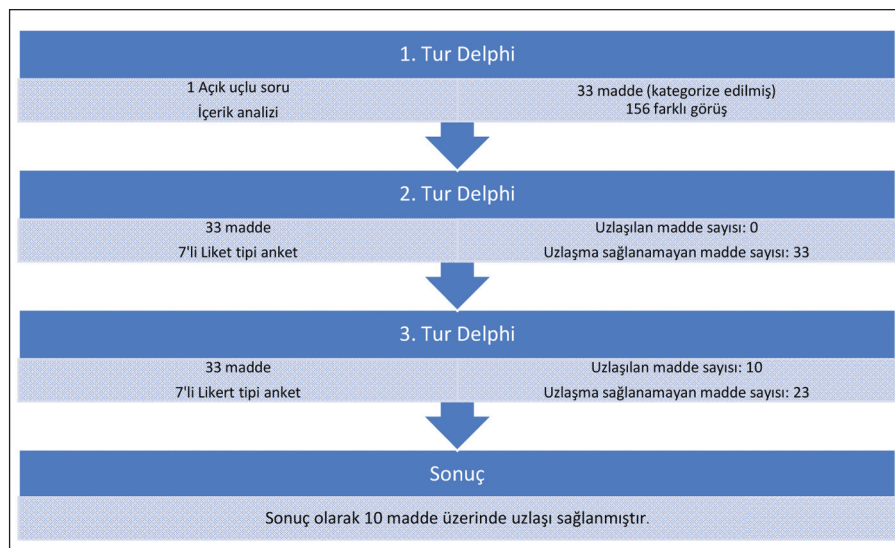 1. Tur Delphi
1 Açık uçlu soru
İçerik analizi
33 madde (kategorize edilmiş)
156 farklı görüş
2. Tur Delphi
33 madde
7'li Liket tipi anket
Uzlaşılan madde sayısı: 0
Uzlaşma sağlanamayan madde sayısı: 33
3. Tur Delphi
33 madde
7'li Likert tipi anket
Uzlaşılan madde sayısı: 10
Uzlaşma sağlanamayan madde sayısı: 23
Sonuç
Sonuç olarak 10 madde üzerinde uzlaşı sağlanmıştır.